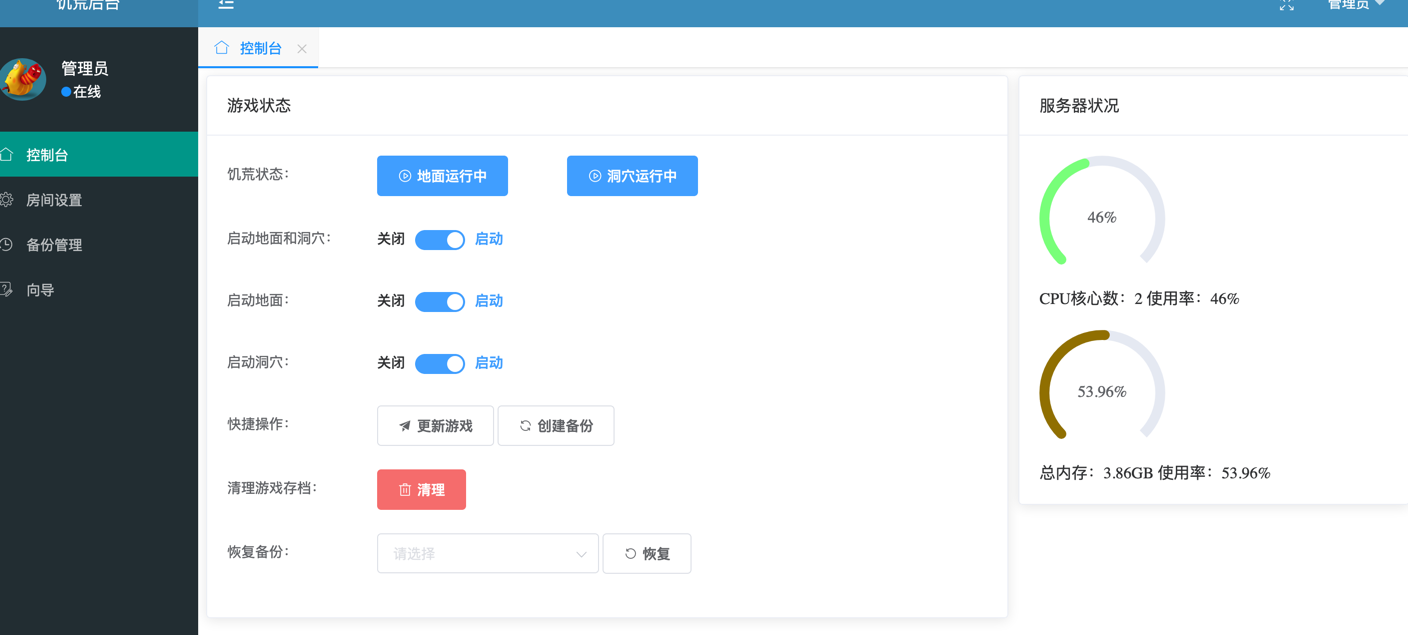 饥荒后台
管理员
管理员
在线
控制台
房间设置
备份管理
向导
控制台
游戏状态
饥荒状态：
地面运行中
洞穴运行中
启动地面和洞穴：
关闭 启动
启动地面：
关闭 启动
启动洞穴：
关闭 启动
快捷操作：
更新游戏
创建备份
清理游戏存档：
清理
恢复备份：
请选择
恢复
服务器状况
46%
CPU核心数：2 使用率：46%
53.96%
总内存：3.86GB 使用率：53.96%